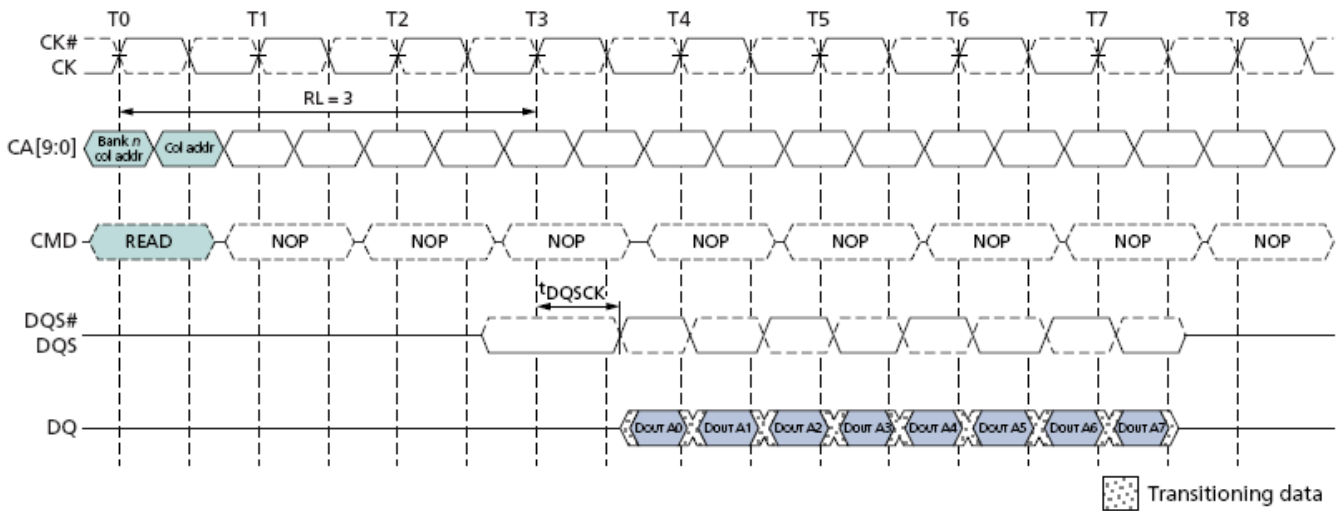 T0 T1 T2 T3 T4 T5 T6 T7 T8
CK#
CK
RL = 3
CA[9:0] Bank n col addr Col addr
CMD READ NOP NOP NOP NOP NOP NOP NOP NOP
tDQSCK
DQS#
DQS
DQ DOUT A0 DOUT A1 DOUT A2 DOUT A3 DOUT A4 DOUT A5 DOUT A6 DOUT A7
Transitioning data